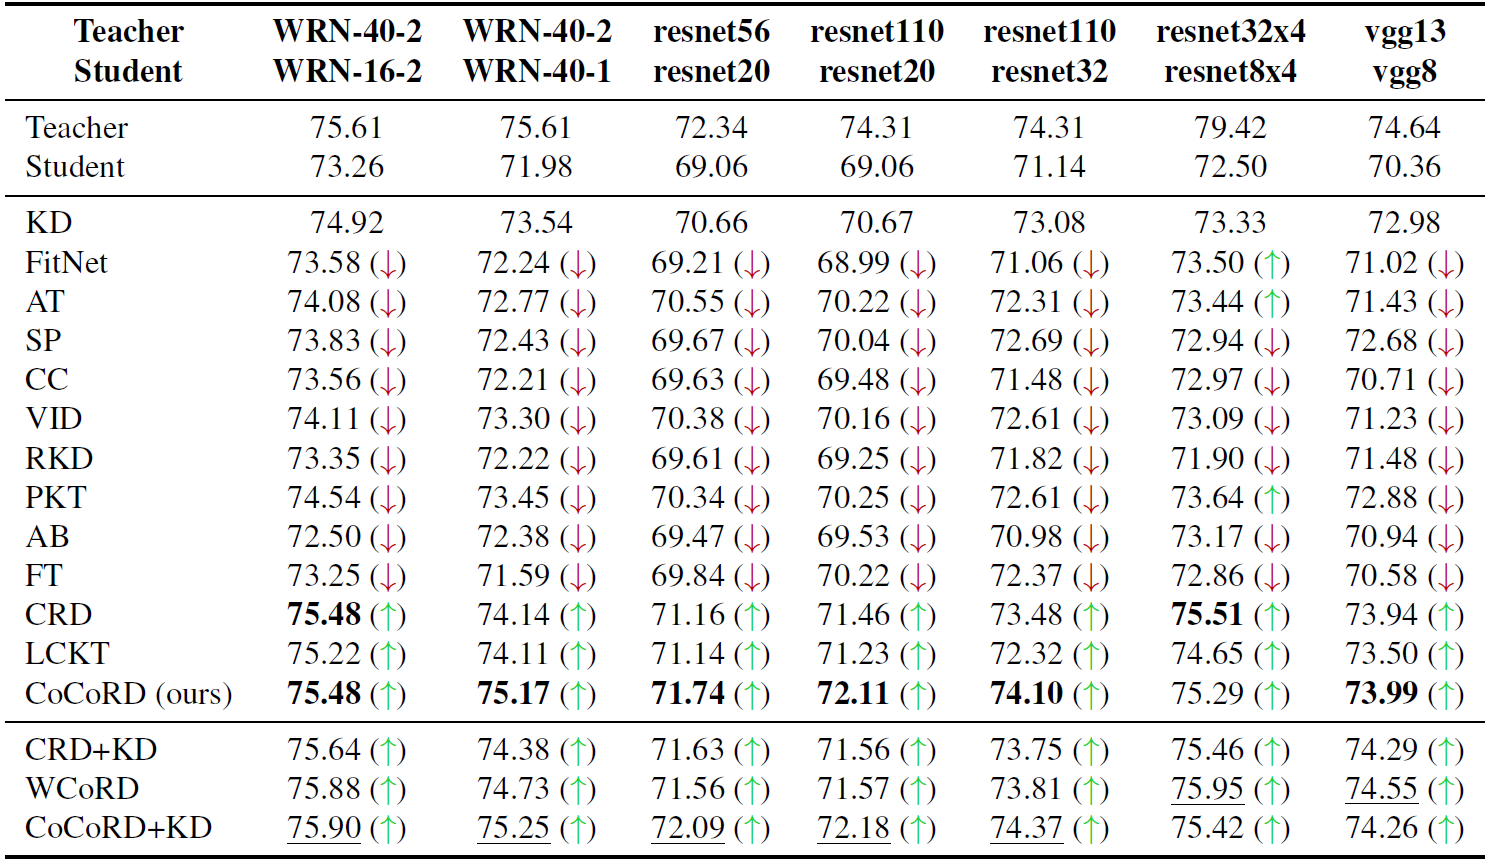 Teacher WRN-40-2 WRN-40-2 resnet56 resnet110 resnet110 resnet32x4 vgg13
Student WRN-16-2 WRN-40-1 resnet20 resnet20 resnet32 resnet8x4 vgg8
Teacher 75.61 75.61 72.34 74.31 74.31 79.42 74.64
Student 73.26 71.98 69.06 69.06 71.14 72.50 70.36
KD 74.92 73.54 70.66 70.67 73.08 73.33 72.98
FitNet 73.58 (↓) 72.24 (↓) 69.21 (↓) 68.99 (↓) 71.06 (↓) 73.50 (↑) 71.02 (↓)
AT 74.08 (↓) 72.77 (↓) 70.55 (↓) 70.22 (↓) 72.31 (↓) 73.44 (↑) 71.43 (↓)
SP 73.83 (↓) 72.43 (↓) 69.67 (↓) 70.04 (↓) 72.69 (↓) 72.94 (↓) 72.68 (↓)
CC 73.56 (↓) 72.21 (↓) 69.63 (↓) 69.48 (↓) 71.48 (↓) 72.97 (↓) 70.71 (↓)
VID 74.11 (↓) 73.30 (↓) 70.38 (↓) 70.16 (↓) 72.61 (↓) 73.09 (↓) 71.23 (↓)
RKD 73.35 (↓) 72.22 (↓) 69.61 (↓) 69.25 (↓) 71.82 (↓) 71.90 (↓) 71.48 (↓)
PKT 74.54 (↓) 73.45 (↓) 70.34 (↓) 70.25 (↓) 72.61 (↓) 73.64 (↑) 72.88 (↓)
AB 72.50 (↓) 72.38 (↓) 69.47 (↓) 69.53 (↓) 70.98 (↓) 73.17 (↓) 70.94 (↓)
FT 73.25 (↓) 71.59 (↓) 69.84 (↓) 70.22 (↓) 72.37 (↓) 72.86 (↓) 70.58 (↓)
CRD 75.48 (↑) 74.14 (↑) 71.16 (↑) 71.46 (↑) 73.48 (↑) 75.51 (↑) 73.94 (↑)
LCKT 75.22 (↑) 74.11 (↑) 71.14 (↑) 71.23 (↑) 72.32 (↑) 74.65 (↑) 73.50 (↑)
CoCoRD (ours) 75.48 (↑) 75.17 (↑) 71.74 (↑) 72.11 (↑) 74.10 (↑) 75.29 (↑) 73.99 (↑)
CRD+KD 75.64 (↑) 74.38 (↑) 71.63 (↑) 71.56 (↑) 73.75 (↑) 75.46 (↑) 74.29 (↑)
WCoRD 75.88 (↑) 74.73 (↑) 71.56 (↑) 71.57 (↑) 73.81 (↑) 75.95 (↑) 74.55 (↑)
CoCoRD+KD 75.90 (↑) 75.25 (↑) 72.09 (↑) 72.18 (↑) 74.37 (↑) 75.42 (↑) 74.26 (↑)